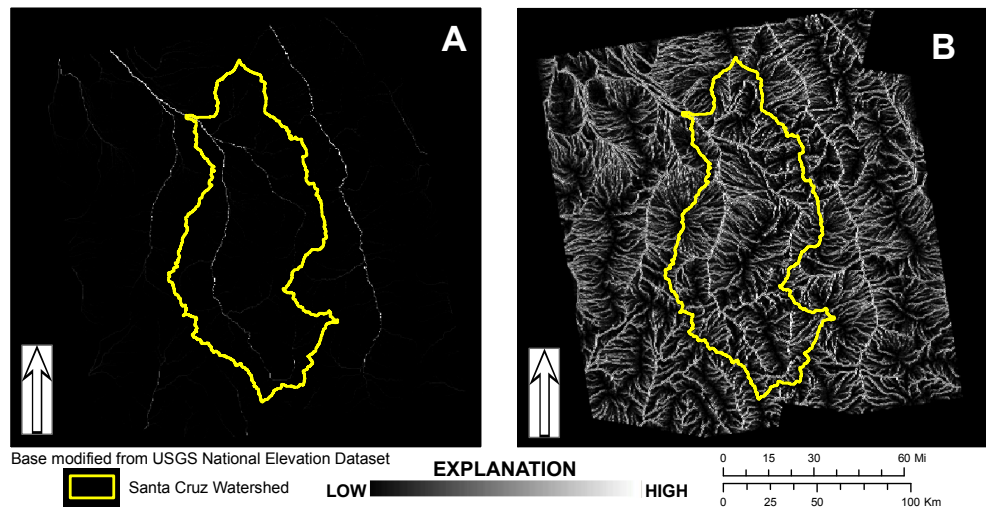 A
B
Base modified from USGS National Elevation Dataset
Santa Cruz Watershed
EXPLANATION
LOW HIGH
0 15 30 60 Mi
0 25 50 100 Km